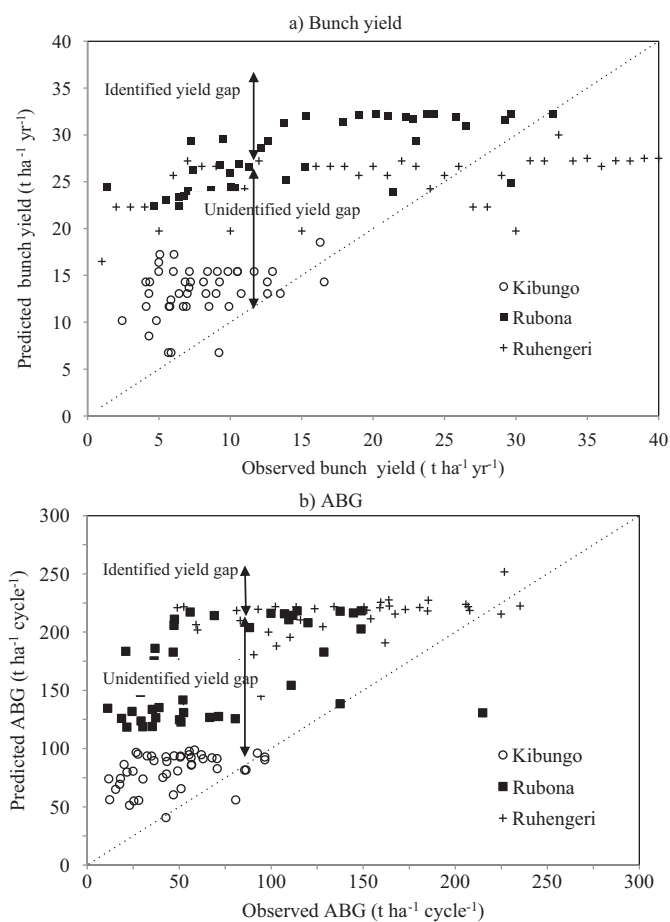 a) Bunch yield
Predicted bunch yield (t ha⁻¹ yr⁻¹)
40
35
30
25
20
15
10
5
0
Identified yield gap
Unidentified yield gap
Kibungo
Rubona
Ruhengeri
0 5 10 15 20 25 30 35 40
Observed bunch yield ( t ha⁻¹ yr⁻¹)
b) ABG
Predicted ABG (t ha⁻¹ cycle⁻¹)
300
250
200
150
100
50
0
Identified yield gap
Unidentified yield gap
Kibungo
Rubona
Ruhengeri
0 50 100 150 200 250 300
Observed ABG (t ha⁻¹ cycle⁻¹)